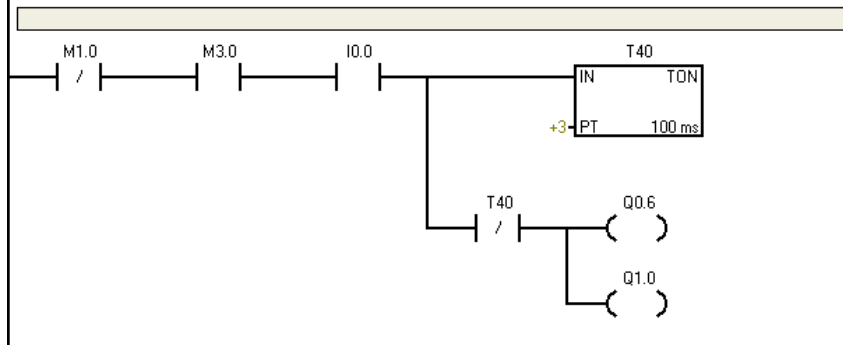 M1.0 M3.0 I0.0 T40
/ IN TON
+3 PT 100 ms
T40 Q0.6
/
Q1.0